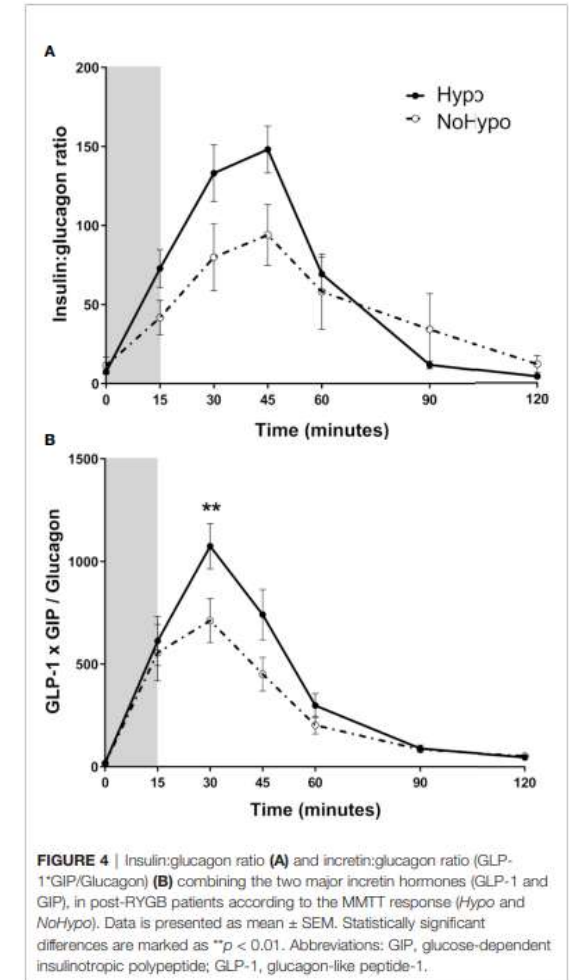 A
200
150
100
50
0
Insulin:glucagon ratio
Hypo
NoHypo
0 15 30 45 60 90 120
Time (minutes)
B
1500
1000
500
0
GLP-1 x GIP / Glucagon
**
0 15 30 45 60 90 120
Time (minutes)
FIGURE 4 | Insulin:glucagon ratio (A) and incretin:glucagon ratio (GLP-
1*GIP/Glucagon) (B) combining the two major incretin hormones (GLP-1 and
GIP), in post-RYGB patients according to the MMTT response (Hypo and
NoHypo). Data is presented as mean ± SEM. Statistically significant
differences are marked as **p < 0.01. Abbreviations: GIP, glucose-dependent
insulinotropic polypeptide; GLP-1, glucagon-like peptide-1.